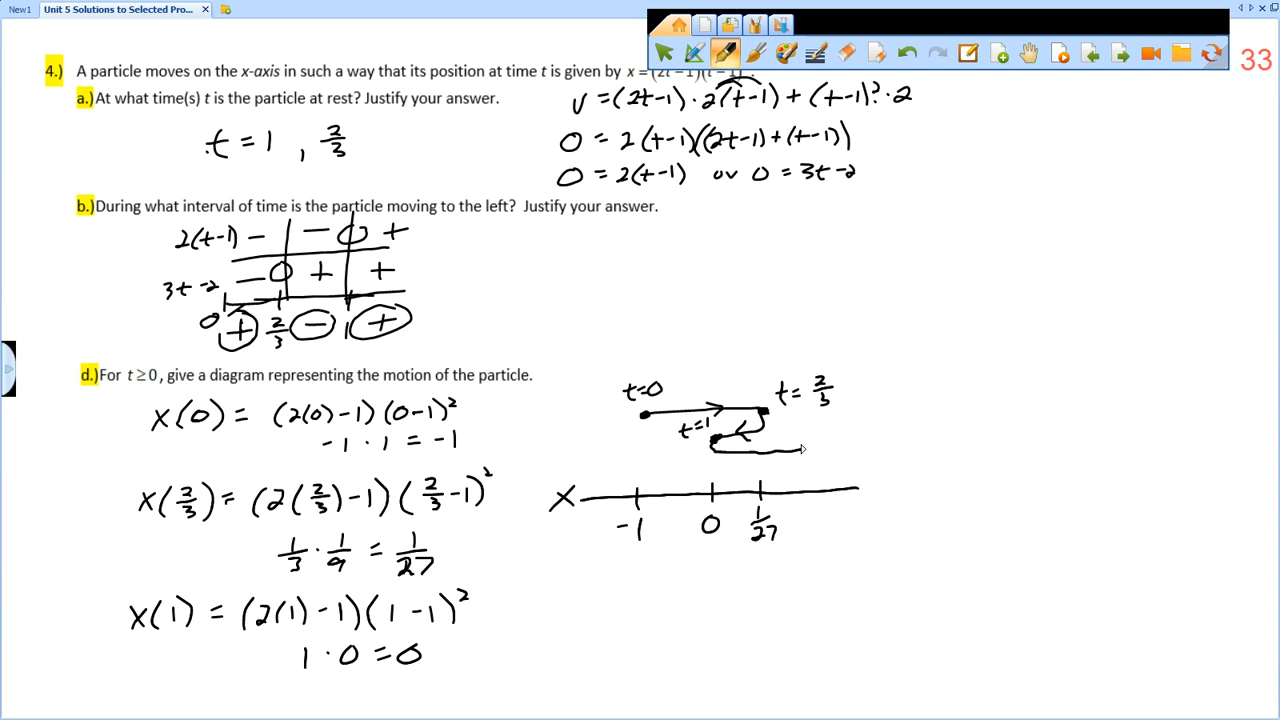 New1 Unit 5 Solutions to Selected Pro...
33
4.) A particle moves on the x-axis in such a way that its position at time t is given by x = (2t − 1)(t − 1)² .
a.) At what time(s) t is the particle at rest? Justify your answer.
v = (2t-1) · 2(t-1) + (t-1)² · 2
t = 1 , 2/3
0 = 2(t-1)((2t-1)+(t-1))
0 = 2(t-1) or 0 = 3t-2
b.)During what interval of time is the particle moving to the left? Justify your answer.
2(t-1) − − 0 +
3t-2 − 0 + +
0 + 2/3 − 1 +
d.)For t ≥ 0 , give a diagram representing the motion of the particle.
x(0) = (2(0)-1)(0-1)²
-1 · 1 = -1
x(2/3) = (2(2/3)-1)(2/3-1)²
1/3 · 1/9 = 1/27
x(1) = (2(1)-1)(1-1)²
1 · 0 = 0
t=0 t= 2/3
t=1
X
-1 0 1/27